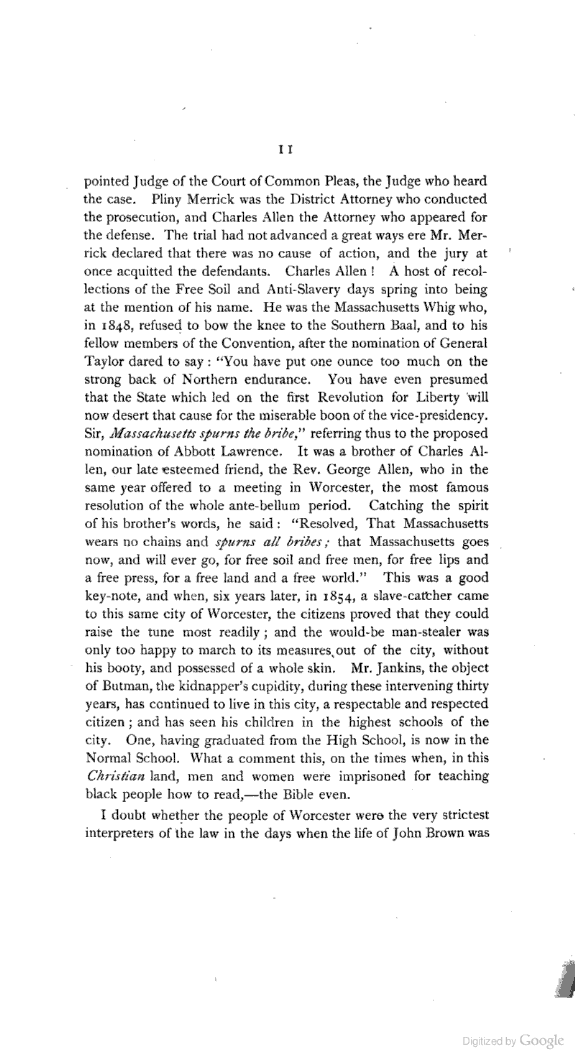 11
pointed Judge of the Court of Common Pleas, the Judge who heard
the case. Pliny Merrick was the District Attorney who conducted
the prosecution, and Charles Allen the Attorney who appeared for
the defense. The trial had not advanced a great ways ere Mr. Mer-
rick declared that there was no cause of action, and the jury at
once acquitted the defendants. Charles Allen! A host of recol-
lections of the Free Soil and Anti-Slavery days spring into being
at the mention of his name. He was the Massachusetts Whig who,
in 1848, refused to bow the knee to the Southern Baal, and to his
fellow members of the Convention, after the nomination of General
Taylor dared to say: "You have put one ounce too much on the
strong back of Northern endurance. You have even presumed
that the State which led on the first Revolution for Liberty will
now desert that cause for the miserable boon of the vice-presidency.
Sir, Massachusetts spurns the bribe," referring thus to the proposed
nomination of Abbott Lawrence. It was a brother of Charles Al-
len, our late esteemed friend, the Rev. George Allen, who in the
same year offered to a meeting in Worcester, the most famous
resolution of the whole ante-bellum period. Catching the spirit
of his brother's words, he said: "Resolved, That Massachusetts
wears no chains and spurns all bribes; that Massachusetts goes
now, and will ever go, for free soil and free men, for free lips and
a free press, for a free land and a free world." This was a good
key-note, and when, six years later, in 1854, a slave-catcher came
to this same city of Worcester, the citizens proved that they could
raise the tune most readily; and the would-be man-stealer was
only too happy to march to its measures out of the city, without
his booty, and possessed of a whole skin. Mr. Jankins, the object
of Butman, the kidnapper's cupidity, during these intervening thirty
years, has continued to live in this city, a respectable and respected
citizen; and has seen his children in the highest schools of the
city. One, having graduated from the High School, is now in the
Normal School. What a comment this, on the times when, in this
Christian land, men and women were imprisoned for teaching
black people how to read,—the Bible even.
I doubt whether the people of Worcester were the very strictest
interpreters of the law in the days when the life of John Brown was
Digitized by Google